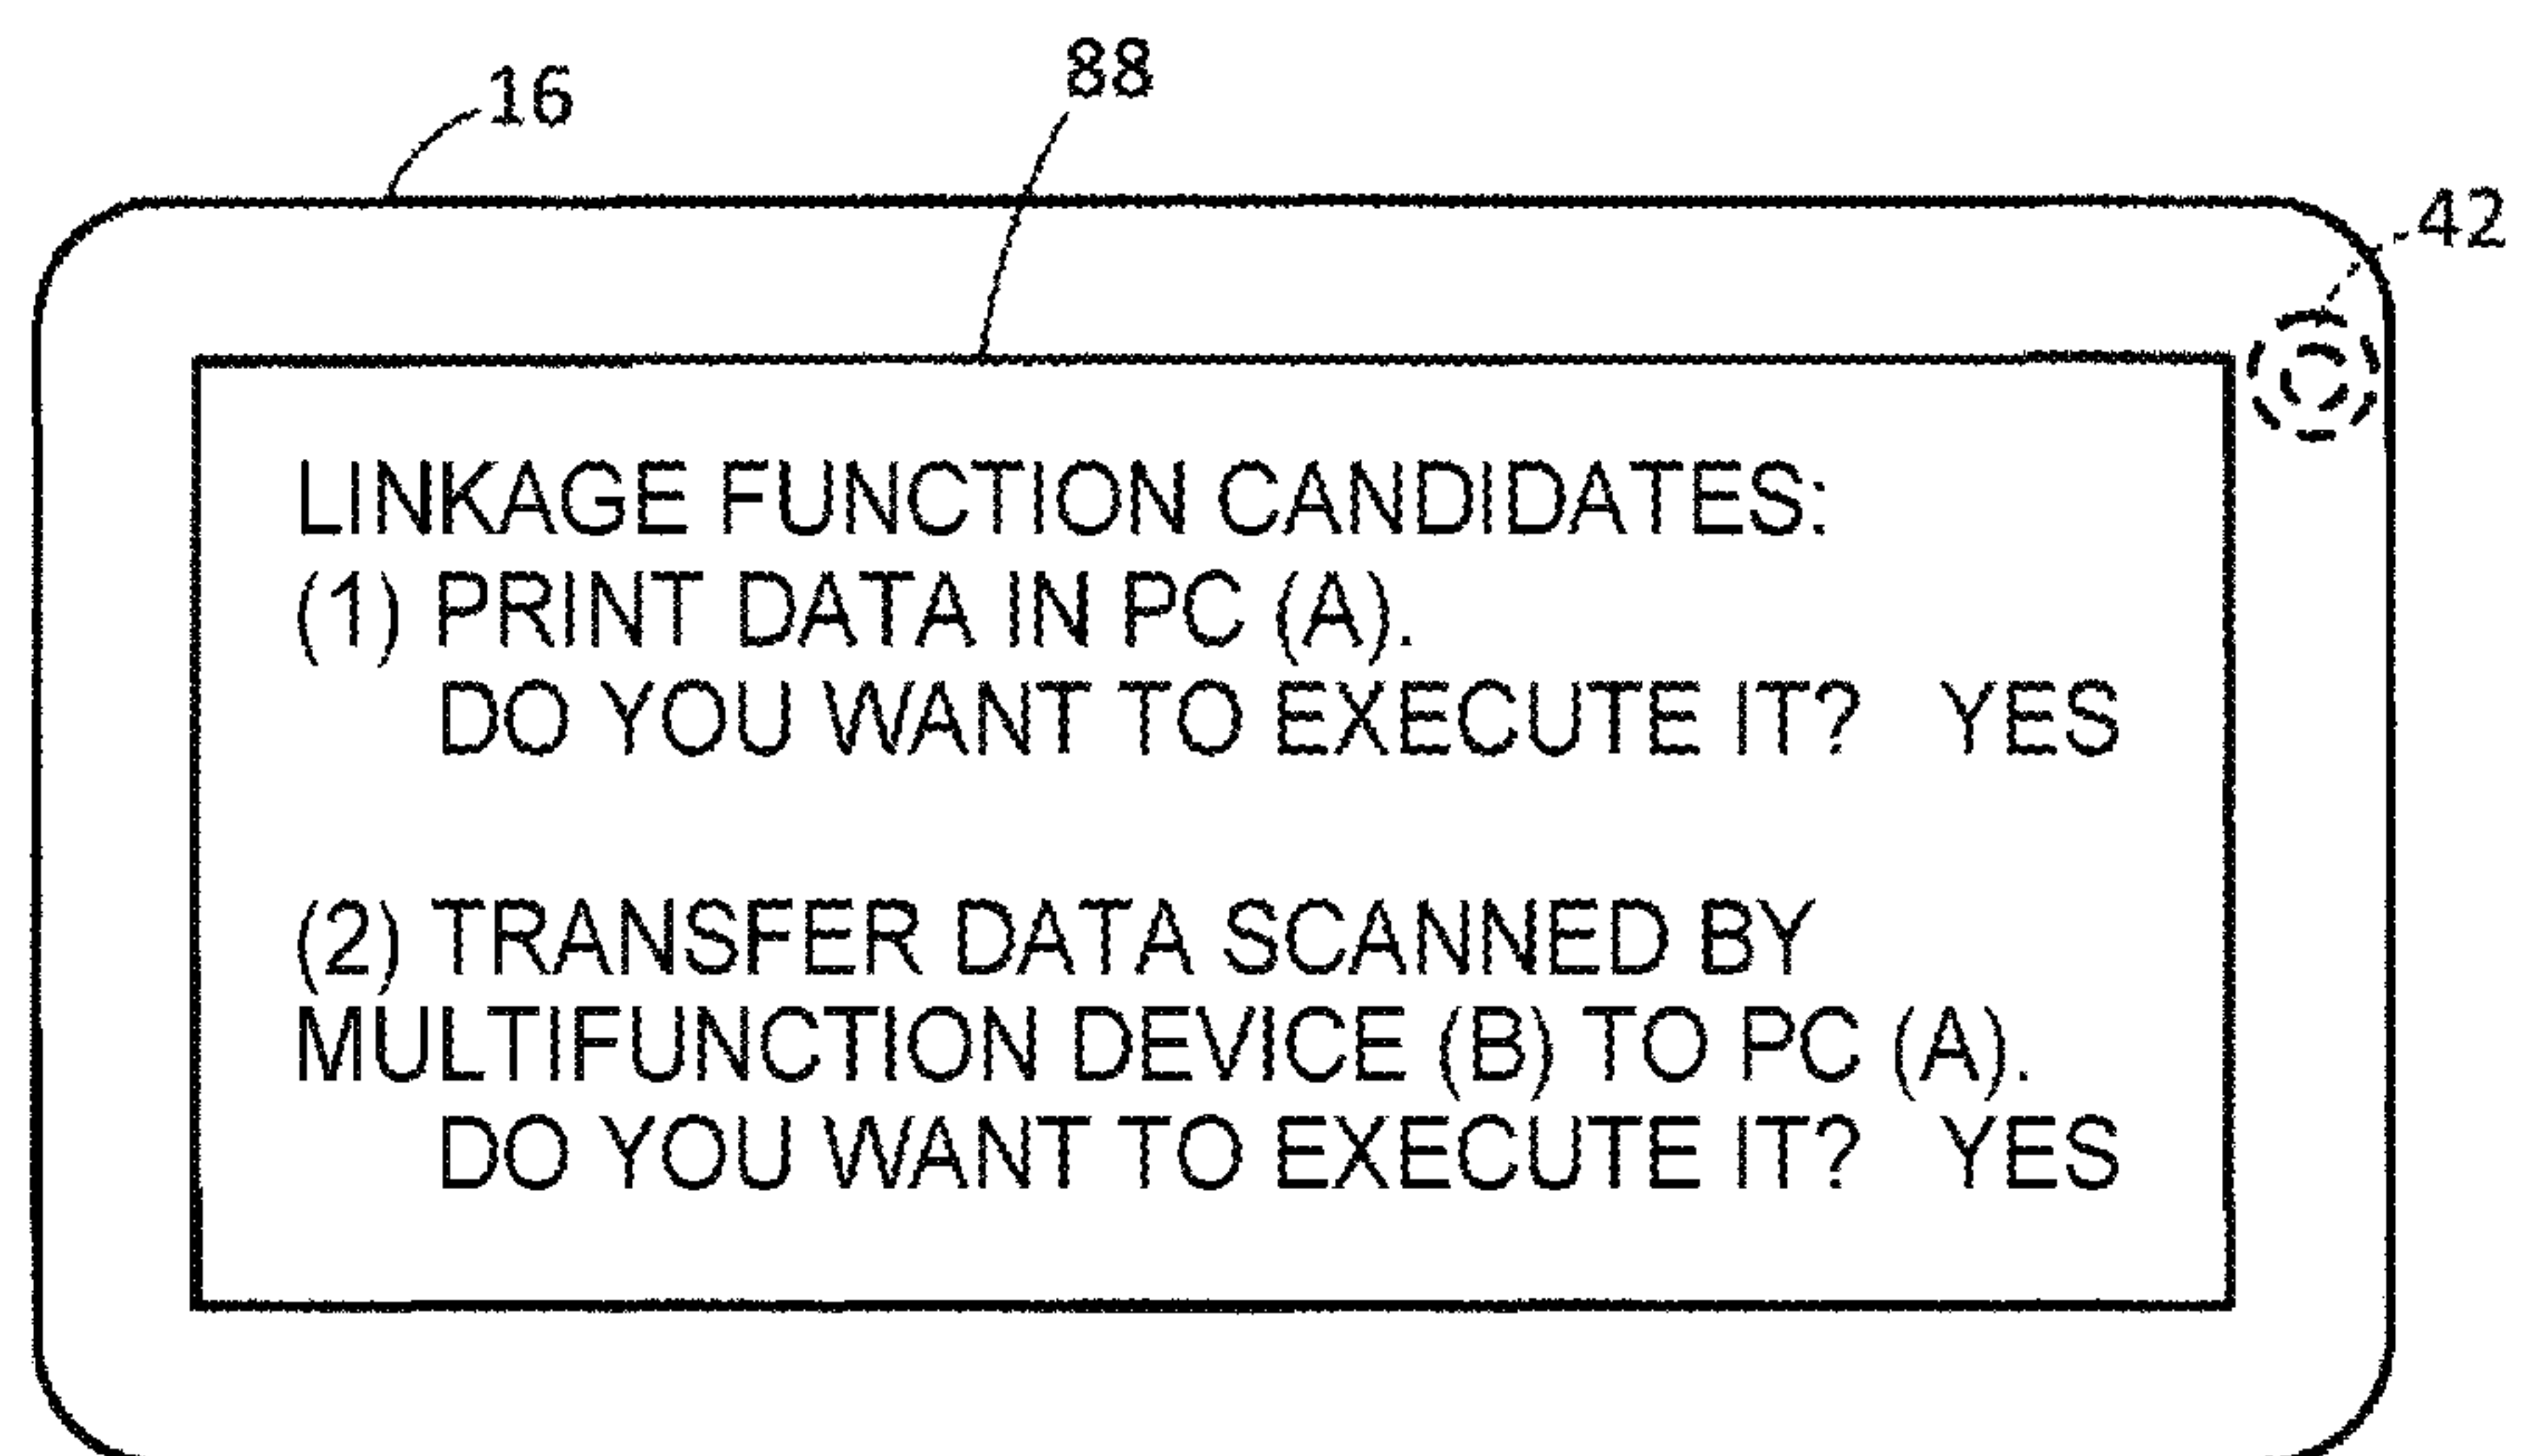 16
88
42
LINKAGE FUNCTION CANDIDATES:
(1) PRINT DATA IN PC (A).
DO YOU WANT TO EXECUTE IT? YES
(2) TRANSFER DATA SCANNED BY
MULTIFUNCTION DEVICE (B) TO PC (A).
DO YOU WANT TO EXECUTE IT? YES